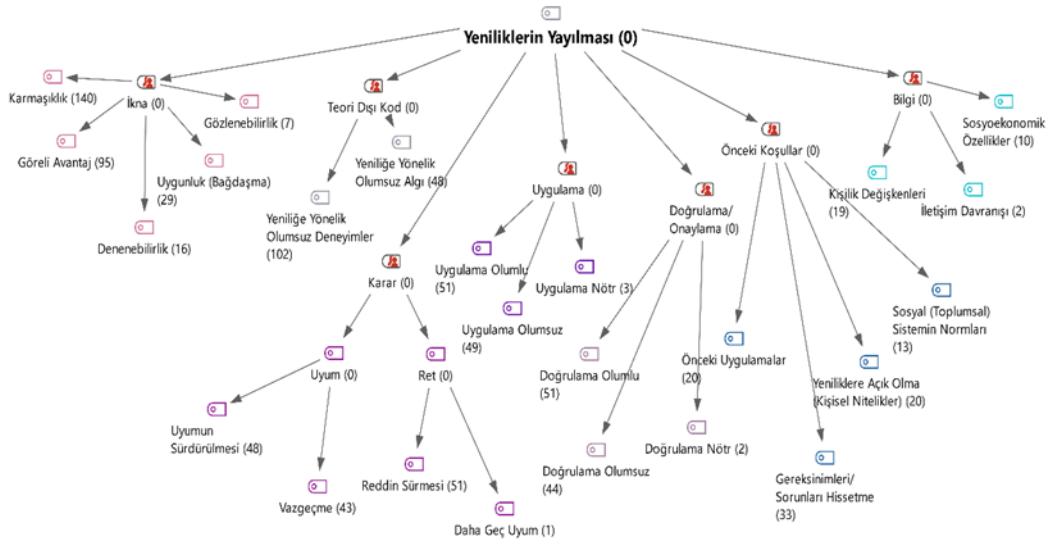 Yeniliklerin Yayılması (0)
İkna (0)
Karmaşıklık (140)
Göreli Avantaj (95)
Denenebilirlik (16)
Uygunluk (Bağdaşma)
(29)
Gözlenebilirlik (7)
Teori Dışı Kod (0)
Yeniliğe Yönelik
Olumsuz Deneyimler
(102)
Yeniliğe Yönelik
Olumsuz Algı (48)
Karar (0)
Uyum (0)
Uyumun
Sürdürülmesi (48)
Vazgeçme (43)
Ret (0)
Reddin Sürmesi (51)
Daha Geç Uyum (1)
Uygulama (0)
Uygulama Olumlu
(51)
Uygulama Olumsuz
(49)
Uygulama Nötr (3)
Doğrulama/
Onaylama (0)
Doğrulama Olumlu
(51)
Doğrulama Olumsuz
(44)
Doğrulama Nötr (2)
Önceki Koşullar (0)
Önceki Uygulamalar
(20)
Gereksinimleri/
Sorunları Hissetme
(33)
Yeniliklere Açık Olma
(Kişisel Nitelikler) (20)
Sosyal (Toplumsal)
Sistemin Normları
(13)
Bilgi (0)
Kişilik Değişkenleri
(19)
İletişim Davranışı (2)
Sosyoekonomik
Özellikler (10)